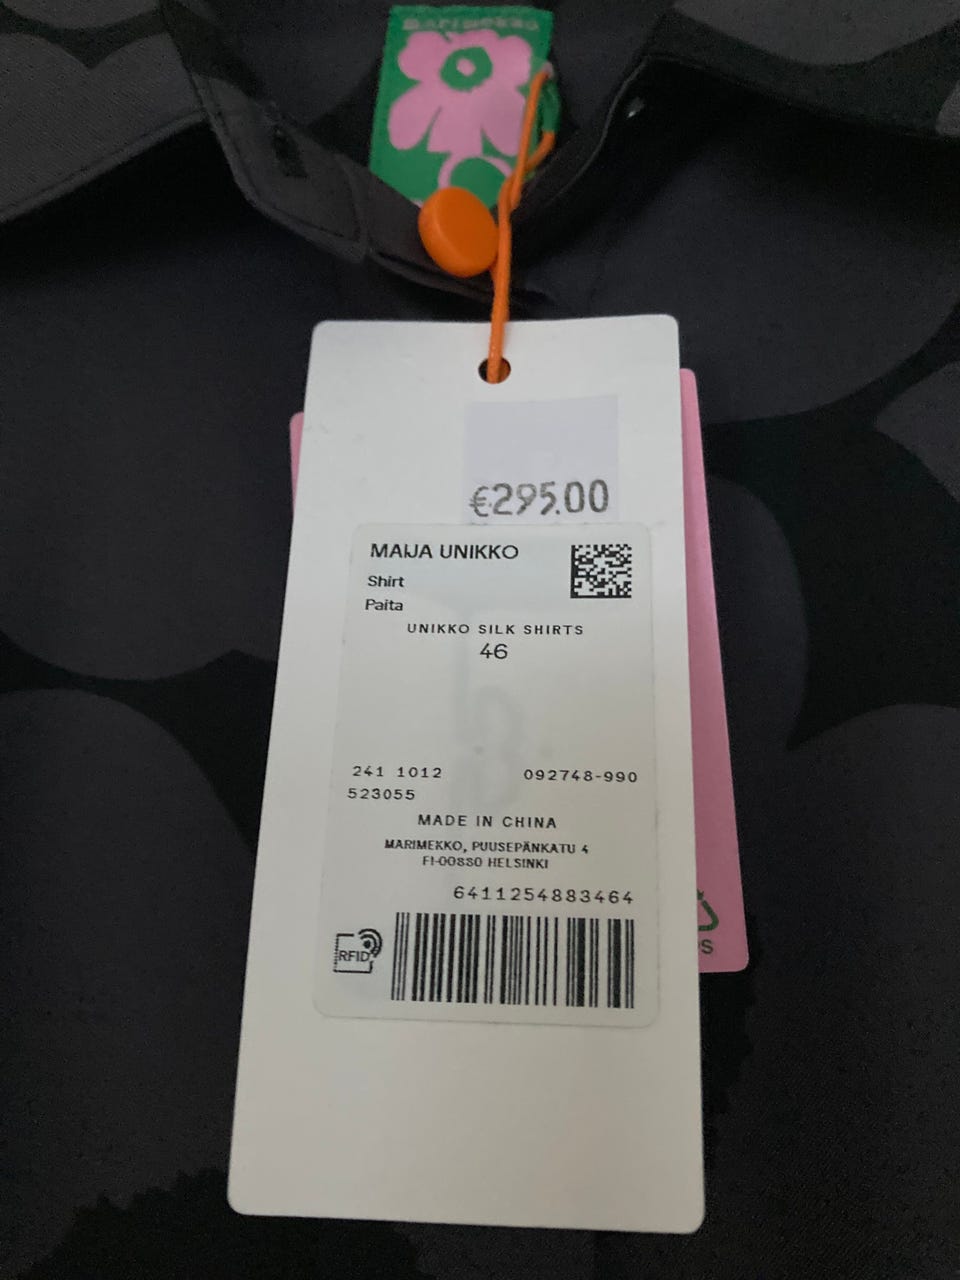 marimekko
€295.00
MAIJA UNIKKO
Shirt
Paita
UNIKKO SILK SHIRTS
46
241 1012 092748-990
523055
MADE IN CHINA
MARIMEKKO, PUUSEPÄNKATU 4
FI-00880 HELSINKI
6411254883464
RFID